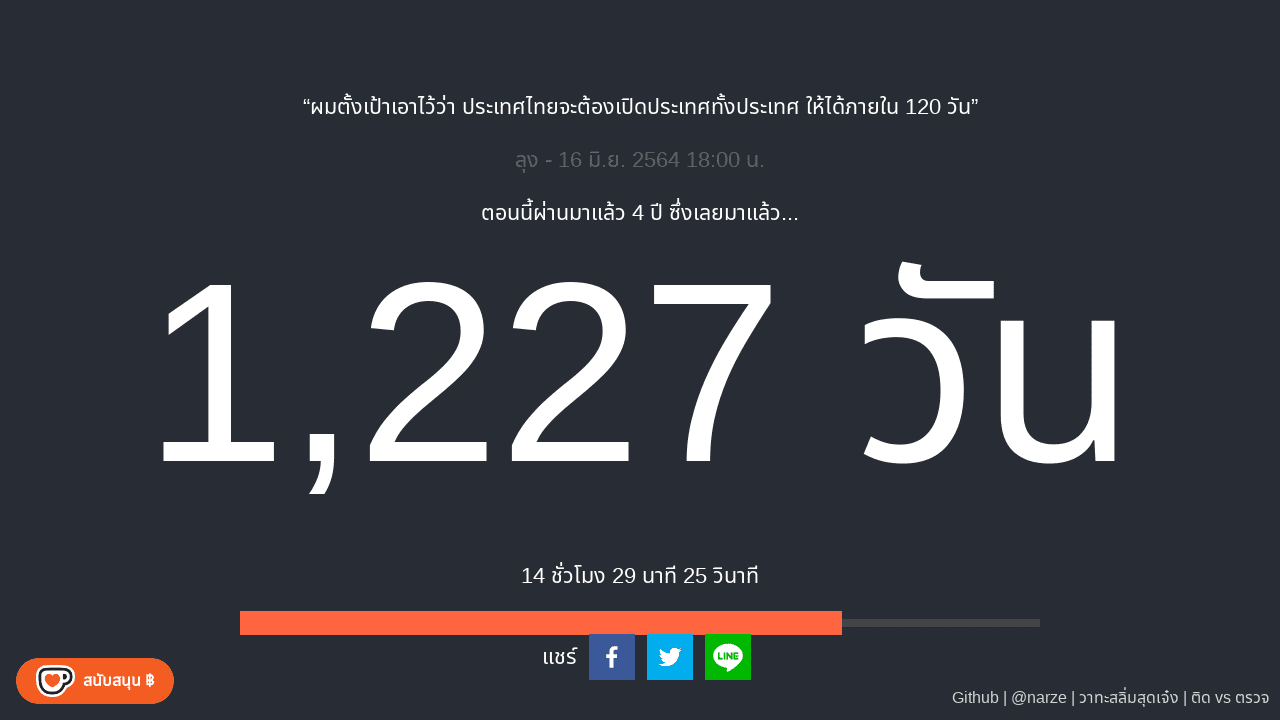 “ผมตั้งเป้าเอาไว้ว่า ประเทศไทยจะต้องเปิดประเทศทั้งประเทศ ให้ได้ภายใน 120 วัน”
ลุง - 16 มิ.ย. 2564 18:00 น.
ตอนนี้ผ่านมาแล้ว 4 ปี ซึ่งเลยมาแล้ว...
1,227 วัน
14 ชั่วโมง 29 นาที 25 วินาที
แชร์
LINE
สนับสนุน ฿
Github | @narze | วาทะสลิ่มสุดเจ๋ง | ติด vs ตรวจ